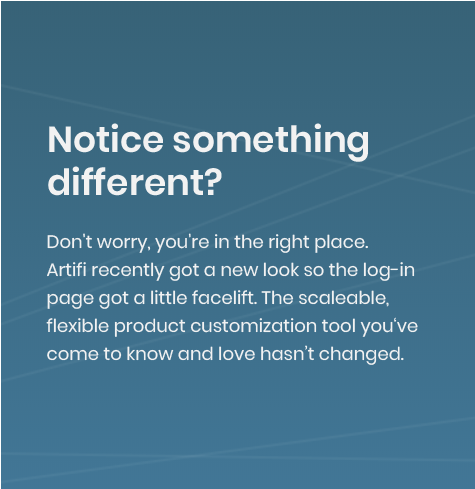 Notice something
different?
Don't worry, you're in the right place.
Artifi recently got a new look so the log-in
page got a little facelift. The scaleable,
flexible product customization tool you‘ve
come to know and love hasn’t changed.